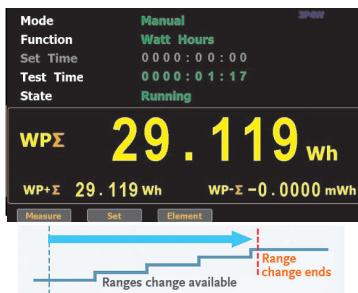 3P4W
Mode Manual
Function Watt Hours
Set Time 0000:00:00
Test Time 0000:01:17
State Running
WPΣ 29.119 Wh
WP+Σ 29.119 Wh WP-Σ -0.0000 mWh
Measure Set Element
Ranges change available
Range
change ends